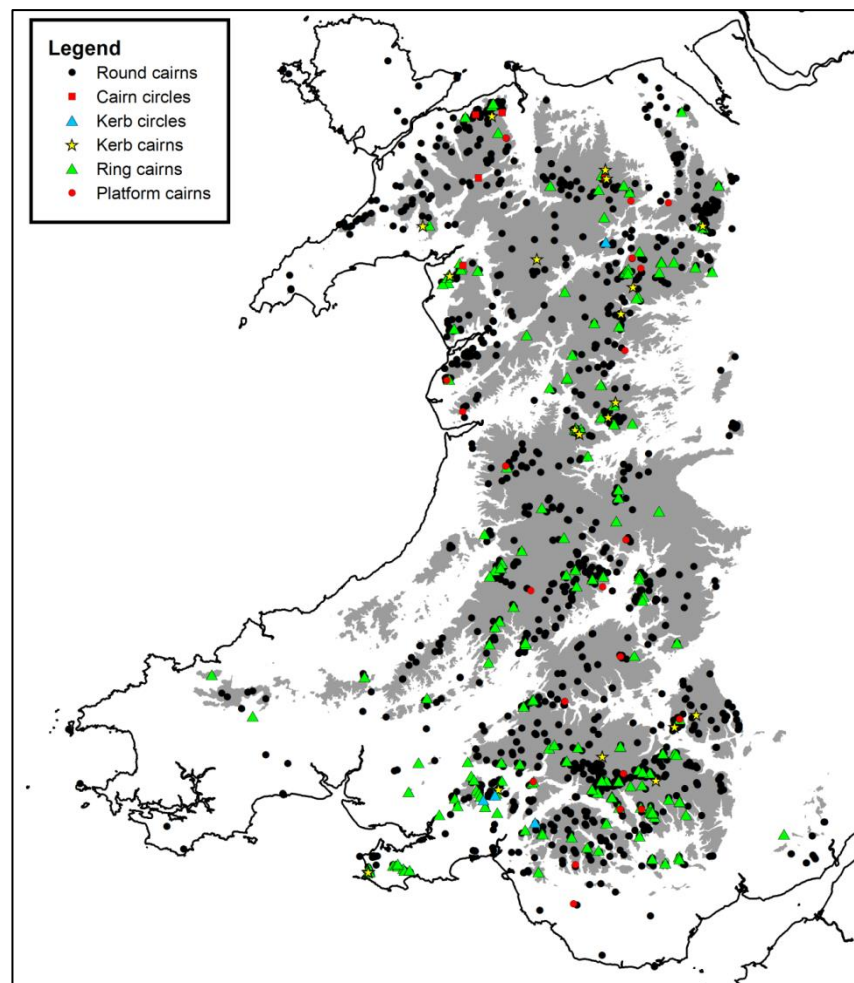 Legend
Round cairns
Cairn circles
Kerb circles
Kerb cairns
Ring cairns
Platform cairns